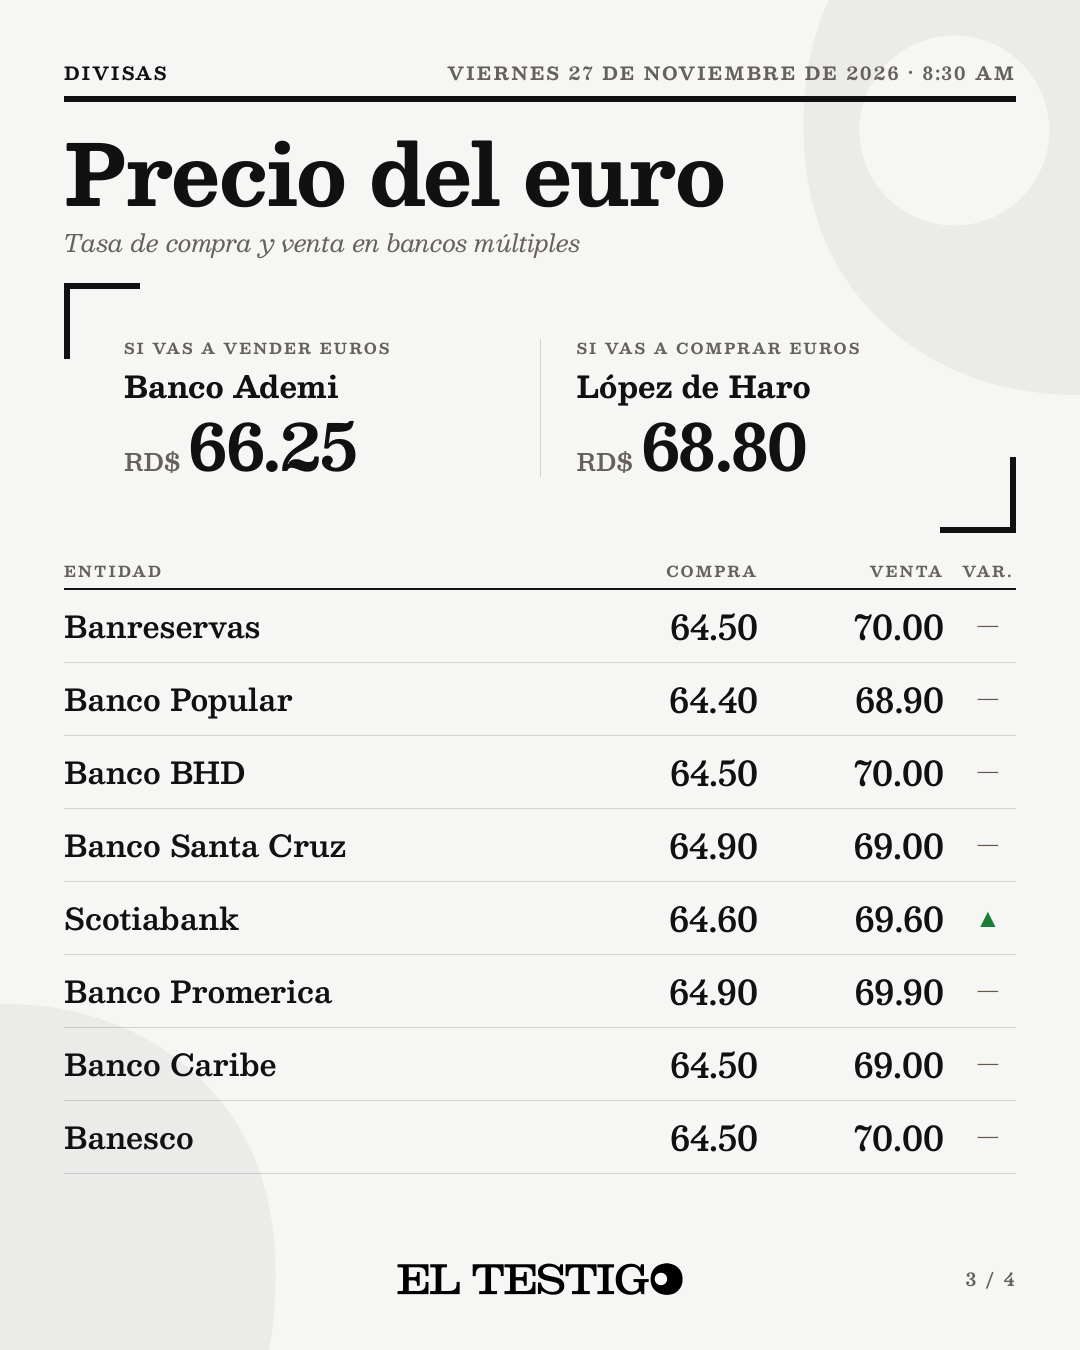 DIVISAS
VIERNES 27 DE NOVIEMBRE DE 2026 · 8:30 AM
Precio del euro
Tasa de compra y venta en bancos múltiples
SI VAS A VENDER EUROS
Banco Ademi
RD$ 66.25
SI VAS A COMPRAR EUROS
López de Haro
RD$ 68.80
ENTIDAD COMPRA VENTA VAR.
Banreservas 64.50 70.00 —
Banco Popular 64.40 68.90 —
Banco BHD 64.50 70.00 —
Banco Santa Cruz 64.90 69.00 —
Scotiabank 64.60 69.60 ▲
Banco Promerica 64.90 69.90 —
Banco Caribe 64.50 69.00 —
Banesco 64.50 70.00 —
EL TESTIGO
3 / 4